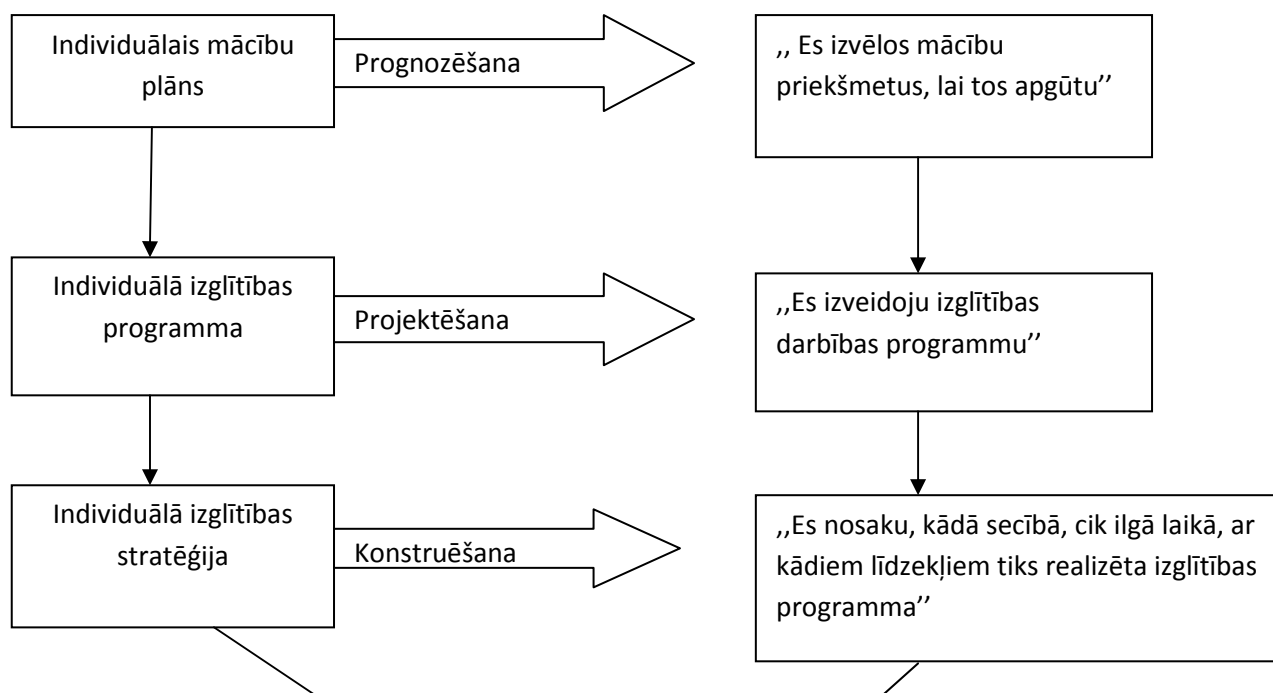 Individuālais mācību
plāns
Prognozēšana
,, Es izvēlos mācību
priekšmetus, lai tos apgūtu’’
Individuālā izglītības
programma
Projektēšana
,,Es izveidoju izglītības
darbības programmu’’
Individuālā izglītības
stratēģija
Konstruēšana
,,Es nosaku, kādā secībā, cik ilgā laikā, ar
kādiem līdzekļiem tiks realizēta izglītības
programma’’